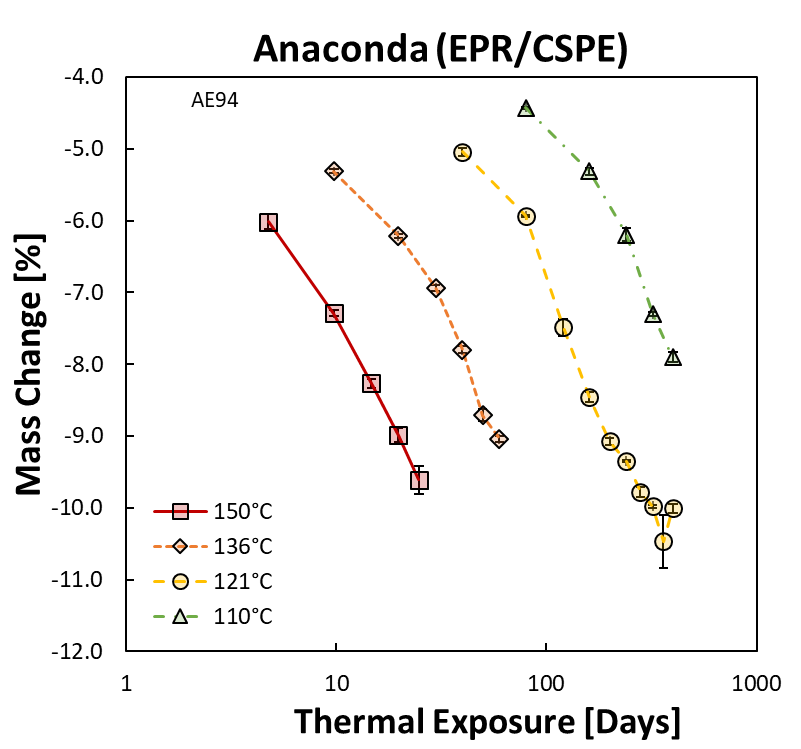 Anaconda (EPR/CSPE)
AE94
Mass Change [%]
-4.0
-5.0
-6.0
-7.0
-8.0
-9.0
-10.0
-11.0
-12.0
150°C
136°C
121°C
110°C
1 10 100 1000
Thermal Exposure [Days]